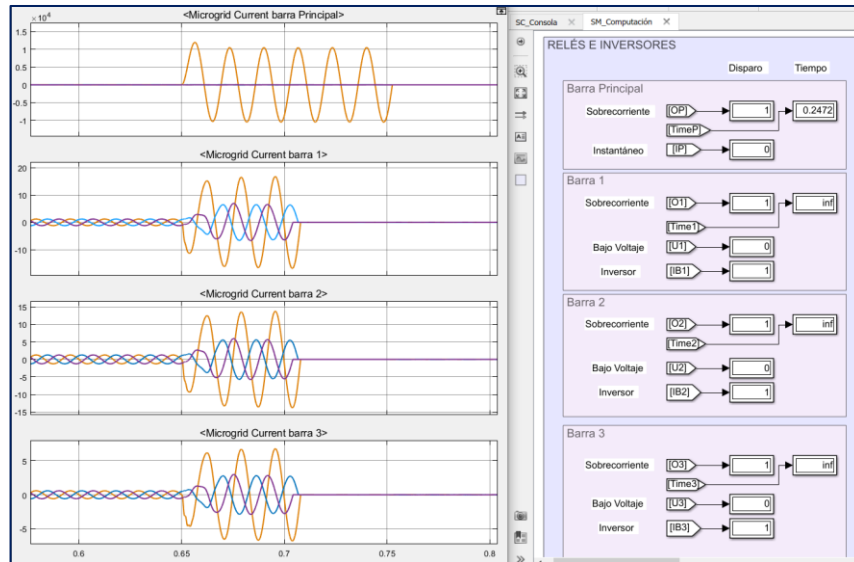 <Microgrid Current barra Principal>
×10⁴
1.5
1
0.5
0
-0.5
-1
<Microgrid Current barra 1>
20
10
0
-10
<Microgrid Current barra 2>
15
10
5
0
-5
-10
-15
<Microgrid Current barra 3>
5
0
-5
0.6
0.65
0.7
0.75
0.8
SC_Consola
SM_Computación
RELÉS E INVERSORES
Disparo Tiempo
Barra Principal
Sobrecorriente [OP] 1 0.2472
[TimeP]
Instantáneo [IP] 0
Barra 1
Sobrecorriente [O1] 1 inf
[Time1]
Bajo Voltaje [U1] 0
Inversor [IB1] 1
Barra 2
Sobrecorriente [O2] 1 inf
[Time2]
Bajo Voltaje [U2] 0
Inversor [IB2] 1
Barra 3
Sobrecorriente [O3] 1 inf
[Time3]
Bajo Voltaje [U3] 0
Inversor [IB3] 1